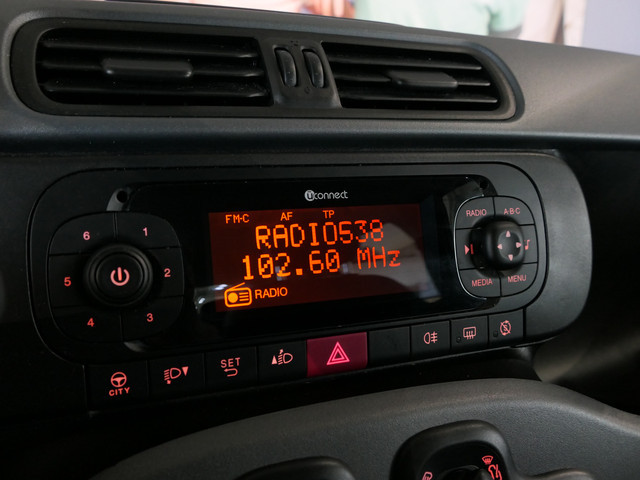 uconnect
FM-C AF TP
RADIO538
102.60 MHz
RADIO
6 1
5 2
4 3
RADIO A-B-C
MEDIA MENU
CITY
SET